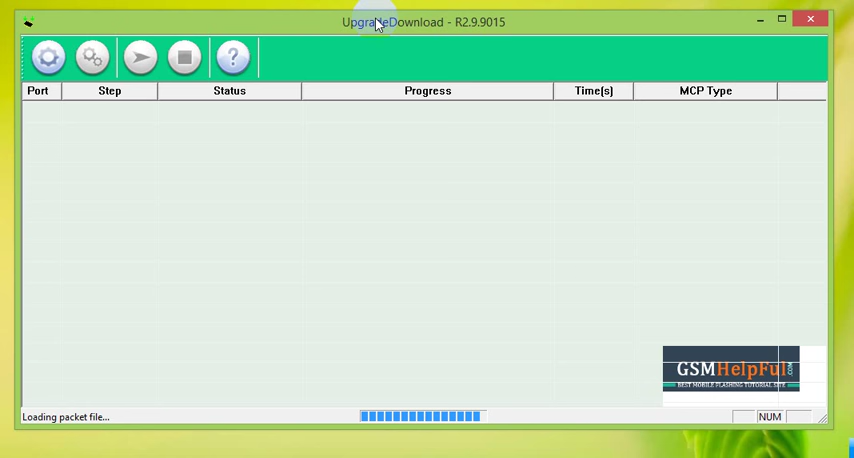 UpgradeDownload - R2.9.9015
Port Step Status Progress Time(s) MCP Type
GSMHelpFul.COM
BEST MOBILE FLASHING TUTORIAL SITE
Loading packet file... NUM